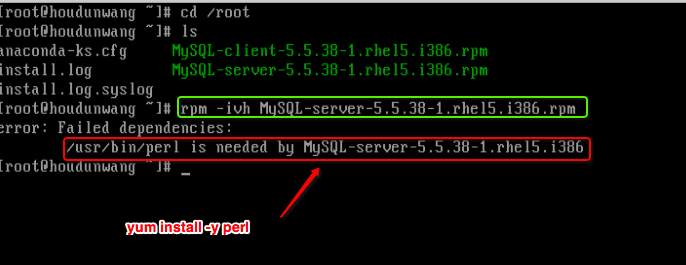 [root@houdunwang ~]# cd /root
[root@houdunwang ~]# ls
anaconda-ks.cfg MySQL-client-5.5.38-1.rhel5.i386.rpm
install.log MySQL-server-5.5.38-1.rhel5.i386.rpm
install.log.syslog
[root@houdunwang ~]# rpm -ivh MySQL-server-5.5.38-1.rhel5.i386.rpm
error: Failed dependencies:
/usr/bin/perl is needed by MySQL-server-5.5.38-1.rhel5.i386
[root@houdunwang ~]# _
yum install -y perl